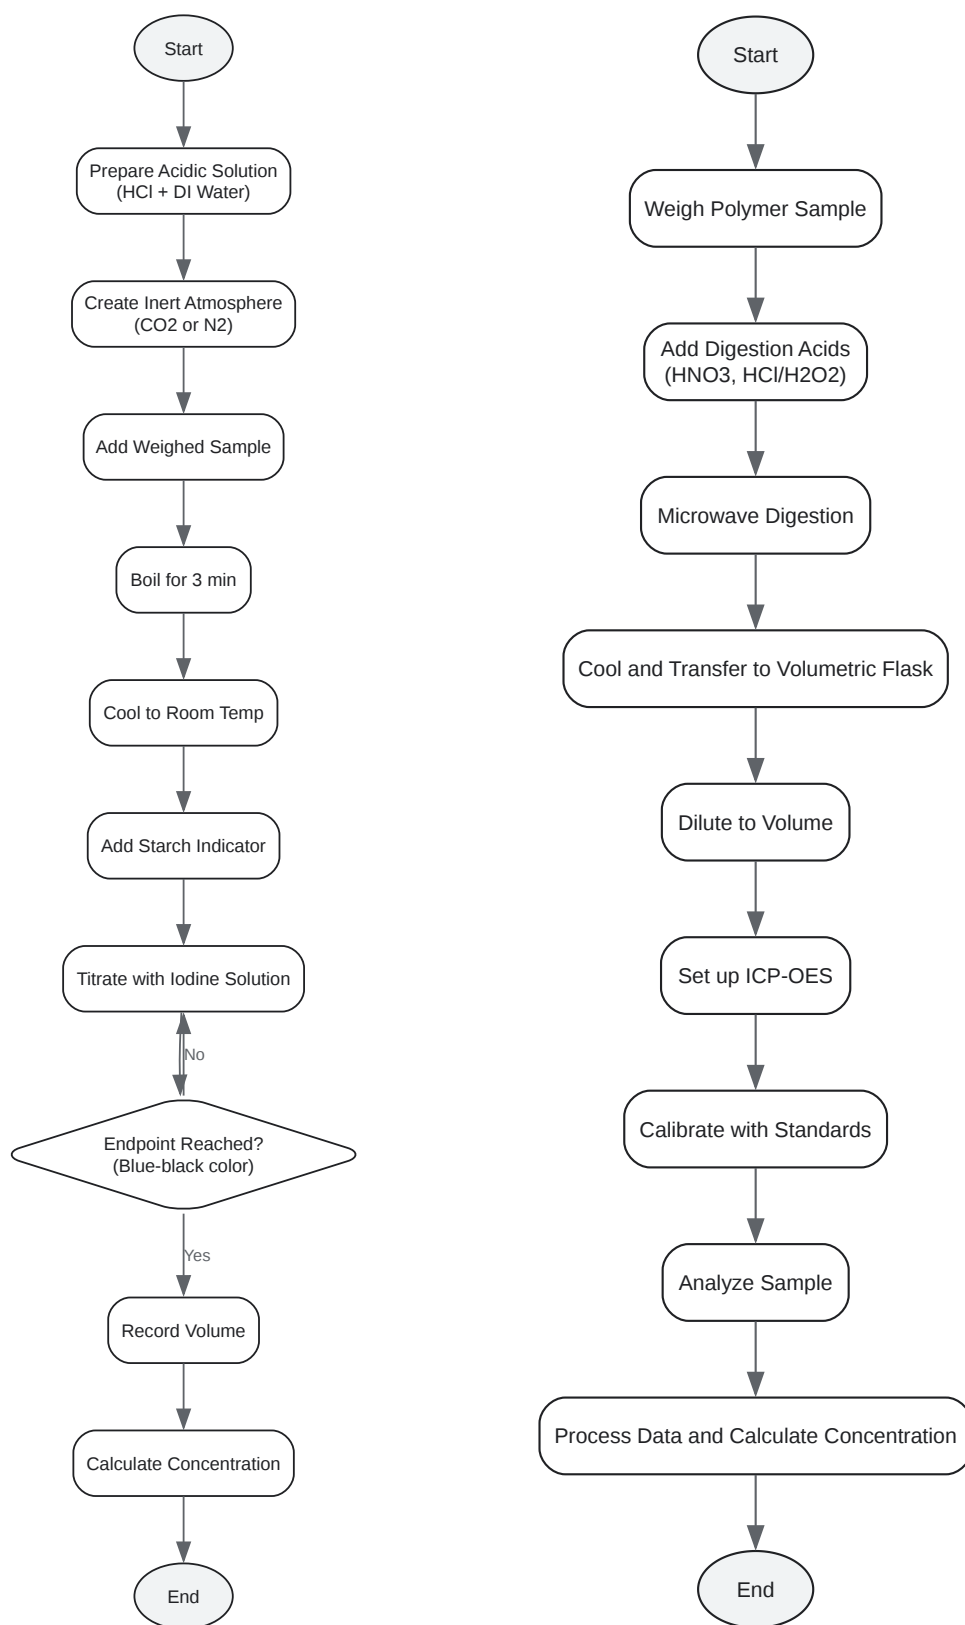 Start
Prepare Acidic Solution
(HCl + DI Water)
Create Inert Atmosphere
(CO2 or N2)
Add Weighed Sample
Boil for 3 min
Cool to Room Temp
Add Starch Indicator
Titrate with Iodine Solution
No
Endpoint Reached?
(Blue-black color)
Yes
Record Volume
Calculate Concentration
End
Start
Weigh Polymer Sample
Add Digestion Acids
(HNO3, HCl/H2O2)
Microwave Digestion
Cool and Transfer to Volumetric Flask
Dilute to Volume
Set up ICP-OES
Calibrate with Standards
Analyze Sample
Process Data and Calculate Concentration
End